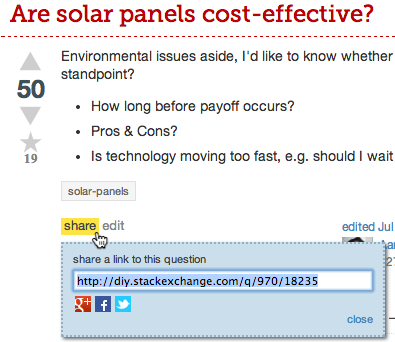 Are solar panels cost-effective?
Environmental issues aside, I'd like to know whether
50
standpoint?
• How long before payoff occurs?
• Pros & Cons?
19
• Is technology moving too fast, e.g. should I wait
solar-panels
share edit
edited Jul
share a link to this question
http://diy.stackexchange.com/q/970/18235
g+ f
close